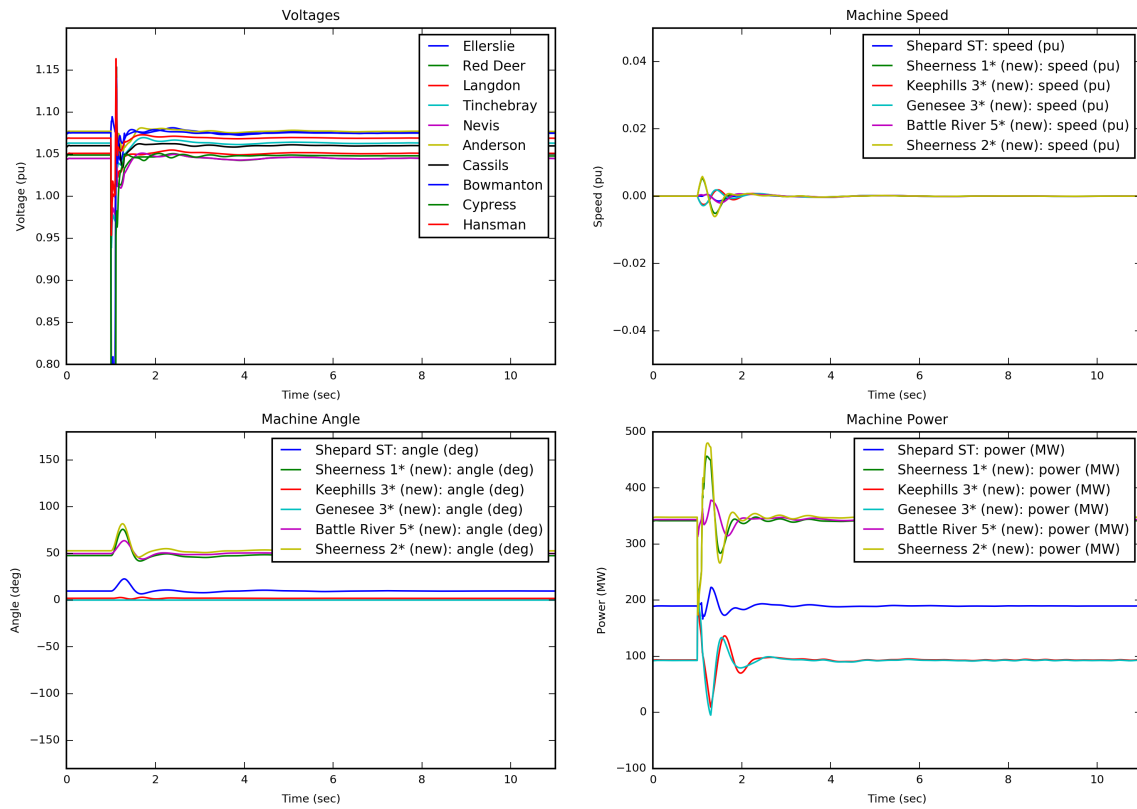 Voltages
1.15
1.10
1.05
1.00
0.95
0.90
0.85
0.80
Voltage (pu)
Ellerslie
Red Deer
Langdon
Tinchebray
Nevis
Anderson
Cassils
Bowmanton
Cypress
Hansman
0 2 4 6 8 10
Time (sec)
Machine Speed
0.04
0.02
0.00
−0.02
−0.04
Speed (pu)
Shepard ST: speed (pu)
Sheerness 1* (new): speed (pu)
Keephills 3* (new): speed (pu)
Genesee 3* (new): speed (pu)
Battle River 5* (new): speed (pu)
Sheerness 2* (new): speed (pu)
0 2 4 6 8 10
Time (sec)
Machine Angle
150
100
50
0
−50
−100
−150
Angle (deg)
Shepard ST: angle (deg)
Sheerness 1* (new): angle (deg)
Keephills 3* (new): angle (deg)
Genesee 3* (new): angle (deg)
Battle River 5* (new): angle (deg)
Sheerness 2* (new): angle (deg)
0 2 4 6 8 10
Time (sec)
Machine Power
500
400
300
200
100
0
−100
Power (MW)
Shepard ST: power (MW)
Sheerness 1* (new): power (MW)
Keephills 3* (new): power (MW)
Genesee 3* (new): power (MW)
Battle River 5* (new): power (MW)
Sheerness 2* (new): power (MW)
0 2 4 6 8 10
Time (sec)